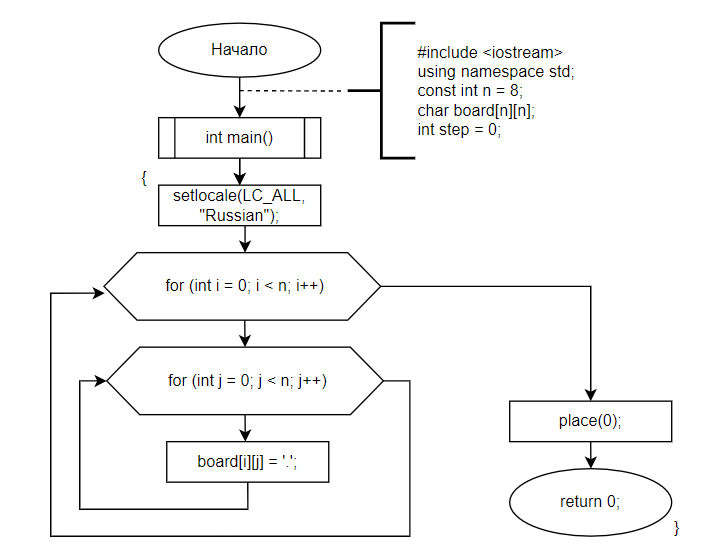 Начало
#include <iostream>
using namespace std;
const int n = 8;
char board[n][n];
int step = 0;
int main()
{
setlocale(LC_ALL,
"Russian");
for (int i = 0; i < n; i++)
for (int j = 0; j < n; j++)
board[i][j] = '.';
place(0);
return 0;
}